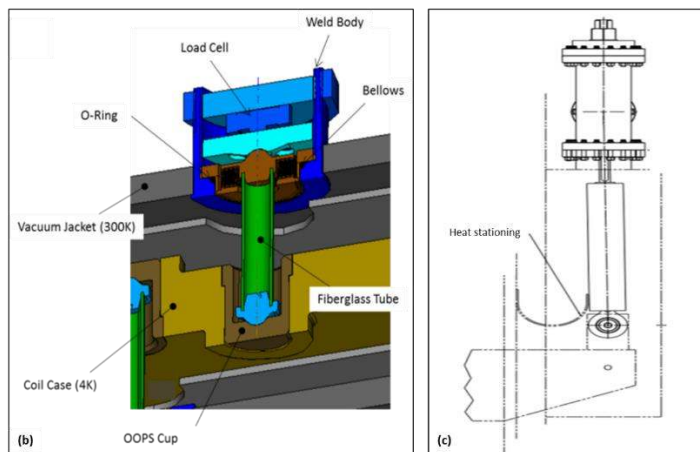 Weld Body
Load Cell
Bellows
O-Ring
Vacuum Jacket (300K)
Fiberglass Tube
Coil Case (4K)
OOPS Cup
(b)
(c)
Heat stationing